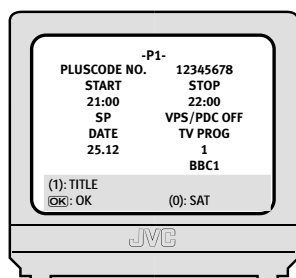 -P1-
PLUSCODE NO. 12345678
START STOP
21:00 22:00
SP VPS/PDC OFF
DATE TV PROG
25.12 1
BBC1
(1): TITLE
OK: OK (0): SAT
JVC